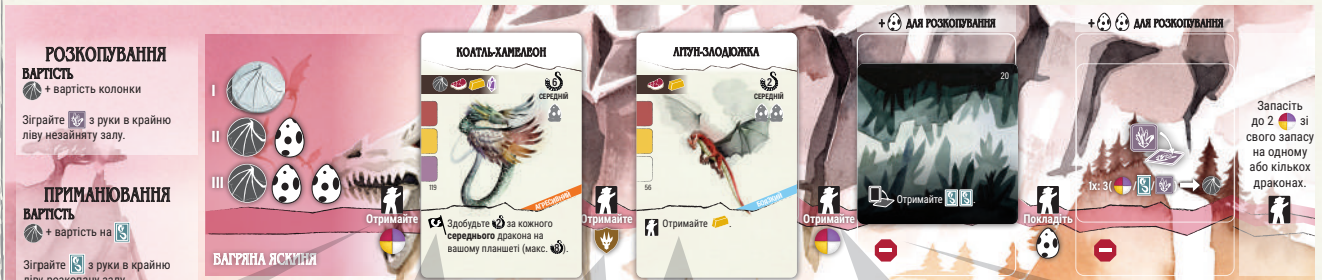 РОЗКОПУВАННЯ
ВАРТІСТЬ
+ вартість колонки
Зіграйте з руки в крайню
ліву незайняту залу.
ПРИМАНЮВАННЯ
ВАРТІСТЬ
+ вартість на
Зіграйте з руки в крайню
ліву розкопану залу.
I
II
III
БАГРЯНА ЯСКИНЯ
Отримайте
КОАТЛЬ-ХАМЕЛЕОН
6
СЕРЕДНІЙ
119
АГРЕСИВНИЙ
Здобудьте 2 за кожного
середнього дракона на
вашому планшеті (макс. 8).
Отримайте
АПУН-ЗЛОДЮЖКА
2
СЕРЕДНІЙ
56
БОЯЗКИЙ
Отримайте .
Отримайте
+ ДЛЯ РОЗКОПУВАННЯ
20
Отримайте .
Покладіть
+ ДЛЯ РОЗКОПУВАННЯ
1x: 3( / / )
Запасіть
до 2 зі
свого запасу
на одному
або кількох
драконах.